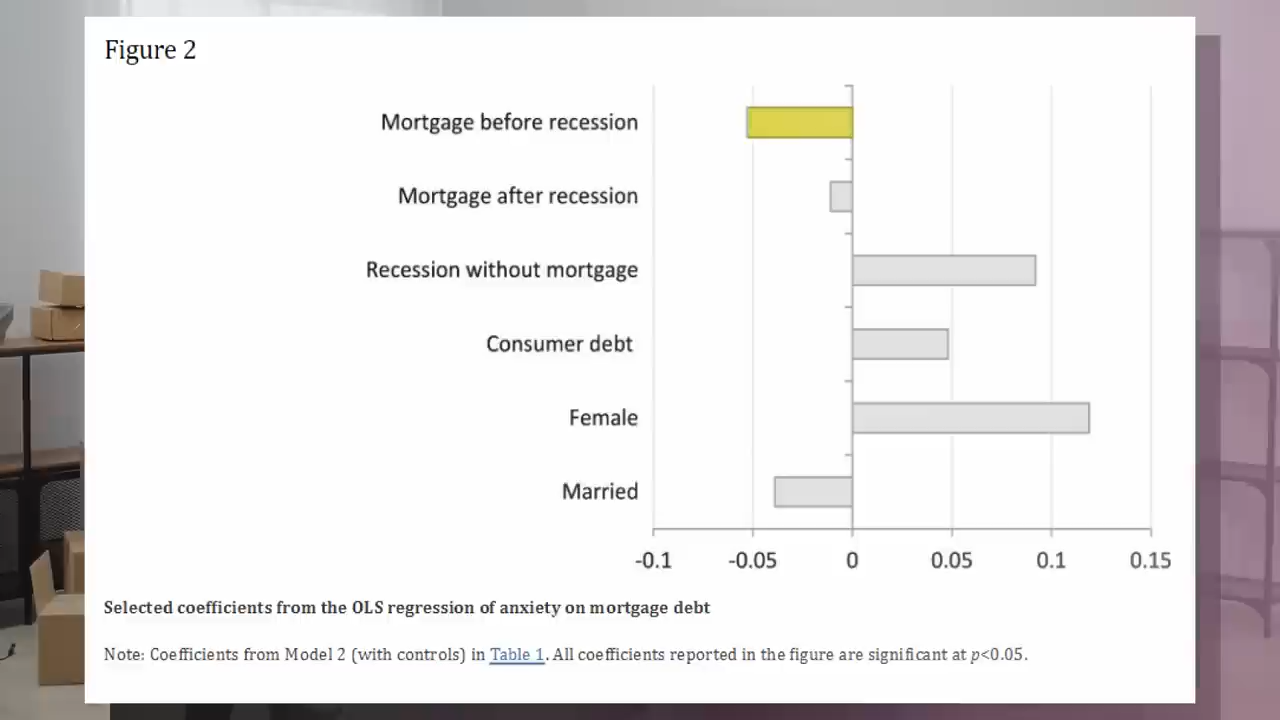 Figure 2
Mortgage before recession
Mortgage after recession
Recession without mortgage
Consumer debt
Female
Married
-0.1 -0.05 0 0.05 0.1 0.15
Selected coefficients from the OLS regression of anxiety on mortgage debt
Note: Coefficients from Model 2 (with controls) in Table 1. All coefficients reported in the figure are significant at p<0.05.